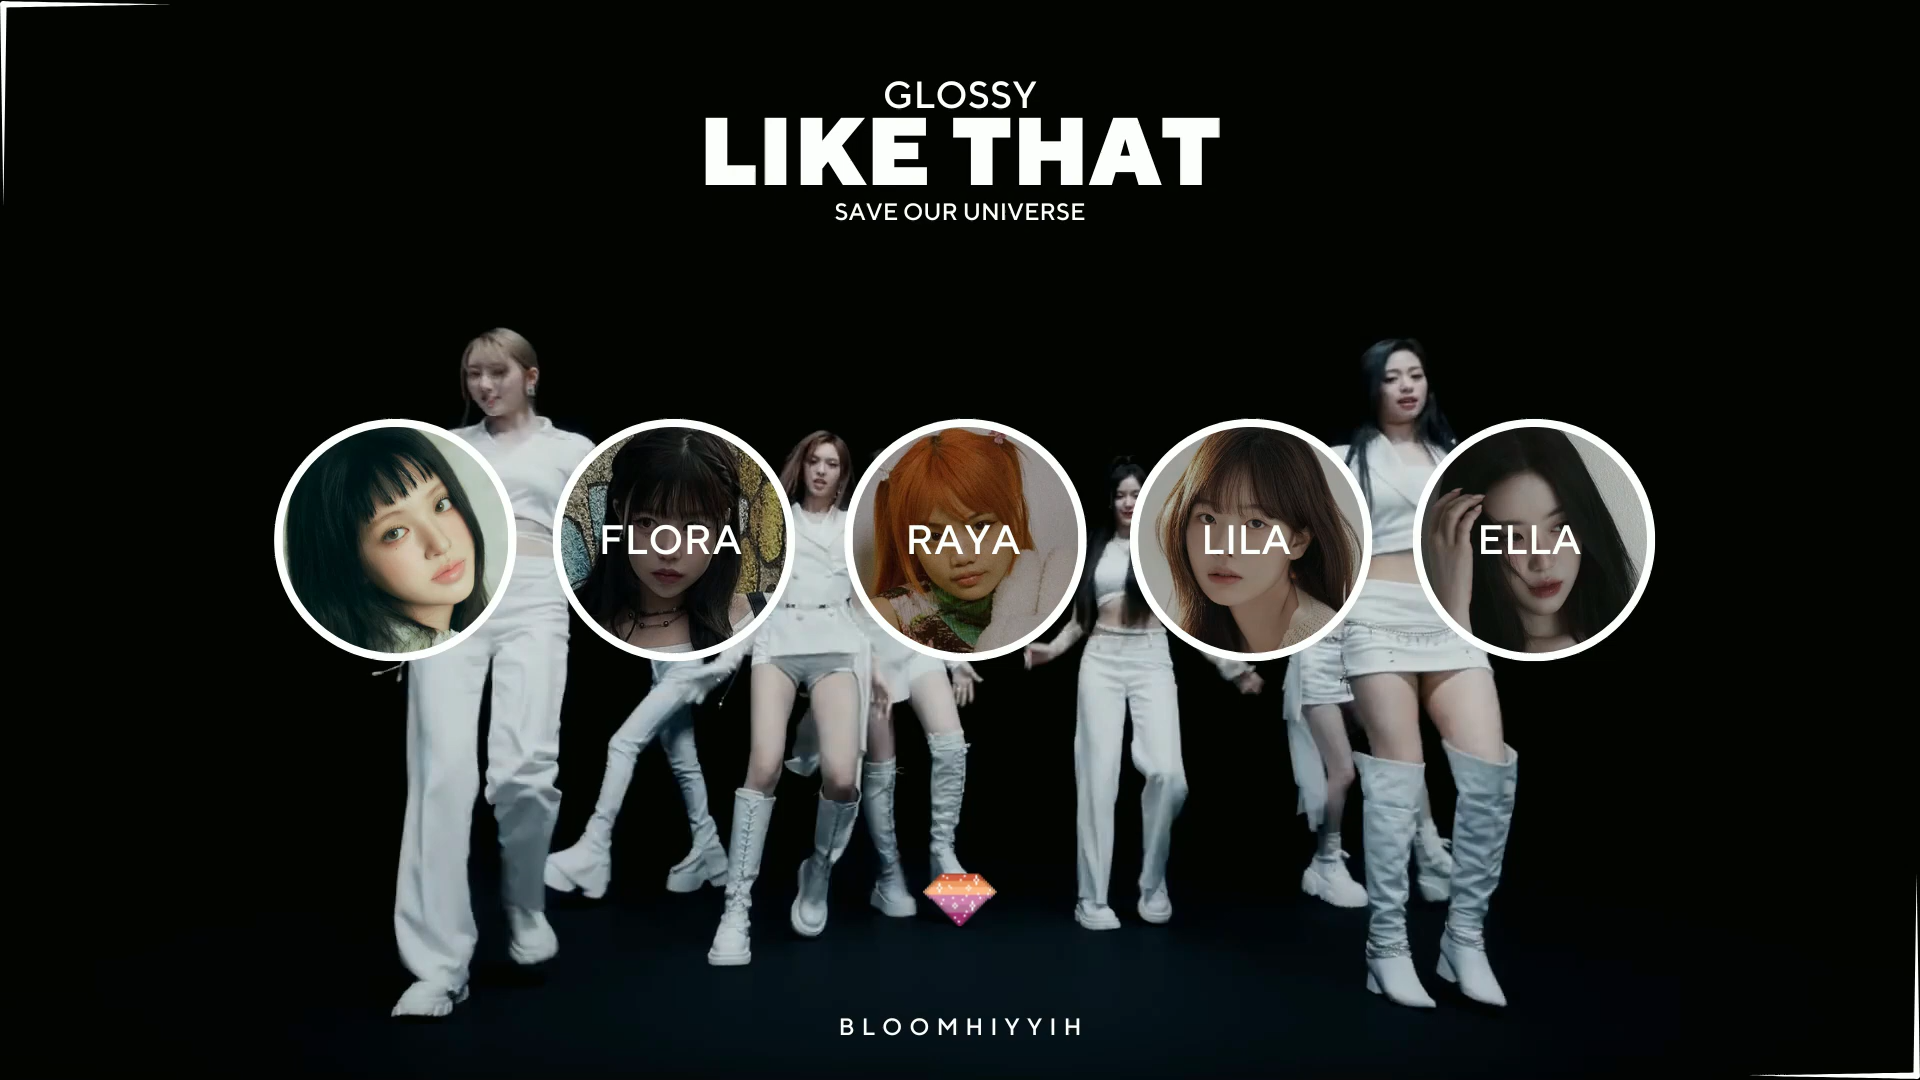 GLOSSY
LIKE THAT
SAVE OUR UNIVERSE
FLORA
RAYA
LILA
ELLA
BLOOMHIYYIH